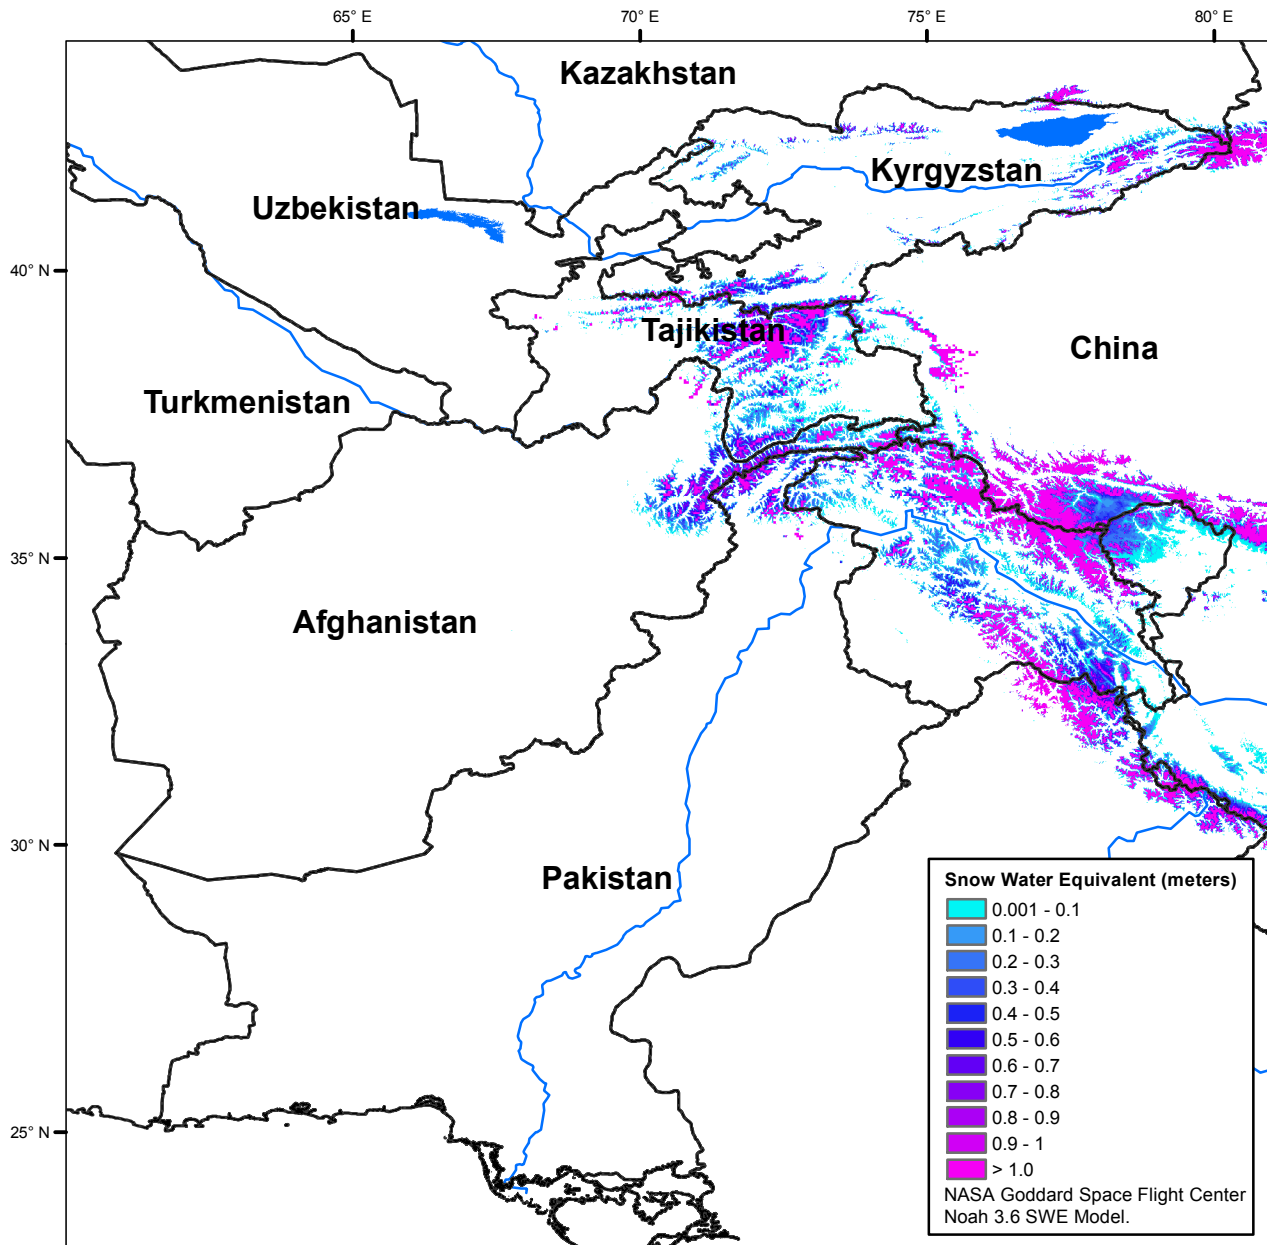 65° E
70° E
75° E
80° E
Kazakhstan
Kyrgyzstan
Uzbekistan
40° N
Tajikistan
China
Turkmenistan
35° N
Afghanistan
30° N
Pakistan
25° N
Snow Water Equivalent (meters)
0.001 - 0.1
0.1 - 0.2
0.2 - 0.3
0.3 - 0.4
0.4 - 0.5
0.5 - 0.6
0.6 - 0.7
0.7 - 0.8
0.8 - 0.9
0.9 - 1
> 1.0
NASA Goddard Space Flight Center
Noah 3.6 SWE Model.